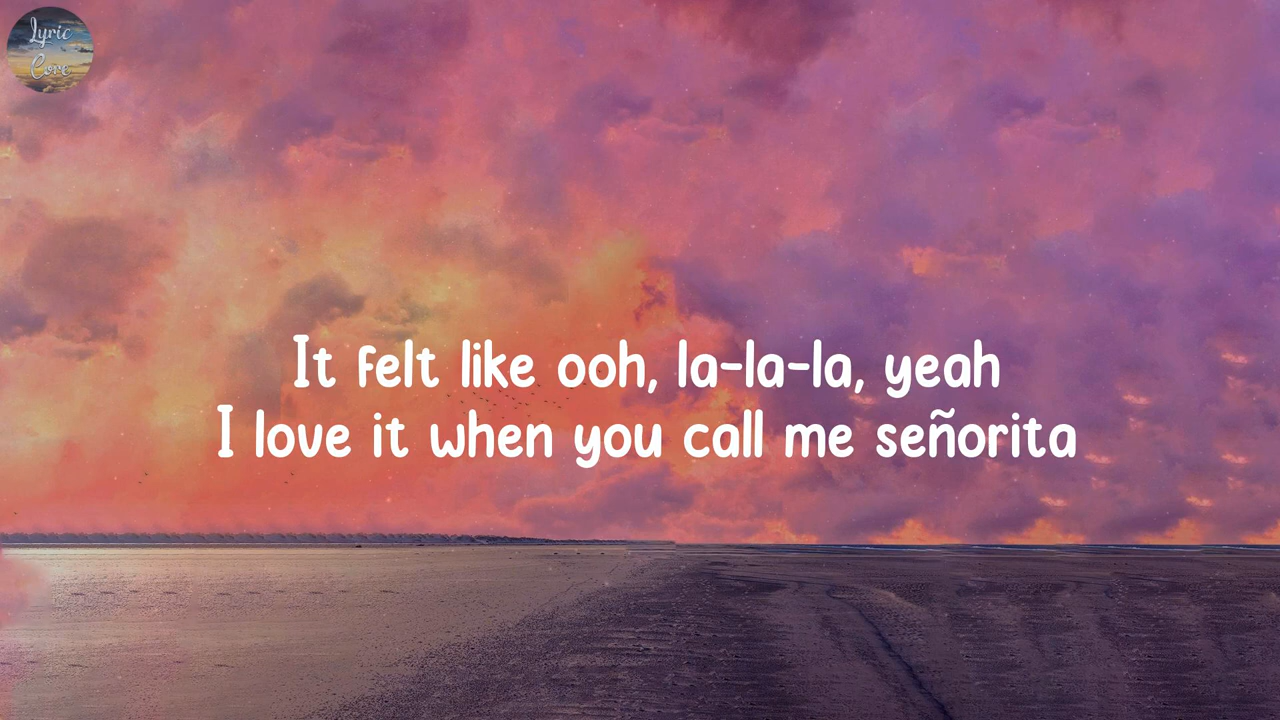 Lyric
Core
It felt like ooh, la-la-la, yeah
I love it when you call me señorita